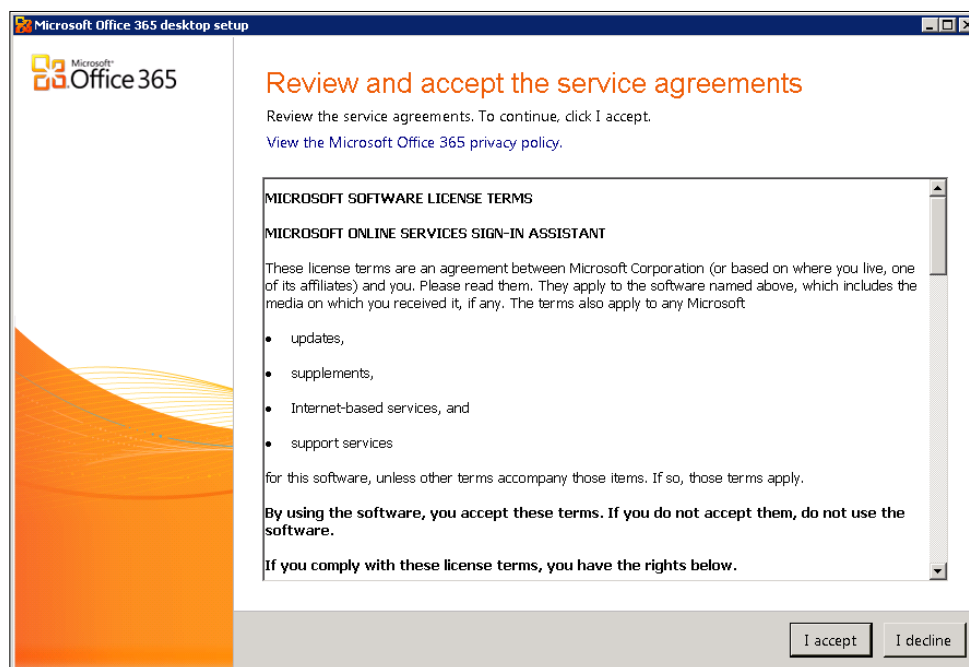 Microsoft Office 365 desktop setup
Microsoft®
Office 365
Review and accept the service agreements
Review the service agreements. To continue, click I accept.
View the Microsoft Office 365 privacy policy.
MICROSOFT SOFTWARE LICENSE TERMS
MICROSOFT ONLINE SERVICES SIGN-IN ASSISTANT
These license terms are an agreement between Microsoft Corporation (or based on where you live, one
of its affiliates) and you. Please read them. They apply to the software named above, which includes the
media on which you received it, if any. The terms also apply to any Microsoft
• updates,
• supplements,
• Internet-based services, and
• support services
for this software, unless other terms accompany those items. If so, those terms apply.
By using the software, you accept these terms. If you do not accept them, do not use the
software.
If you comply with these license terms, you have the rights below.
I accept
I decline